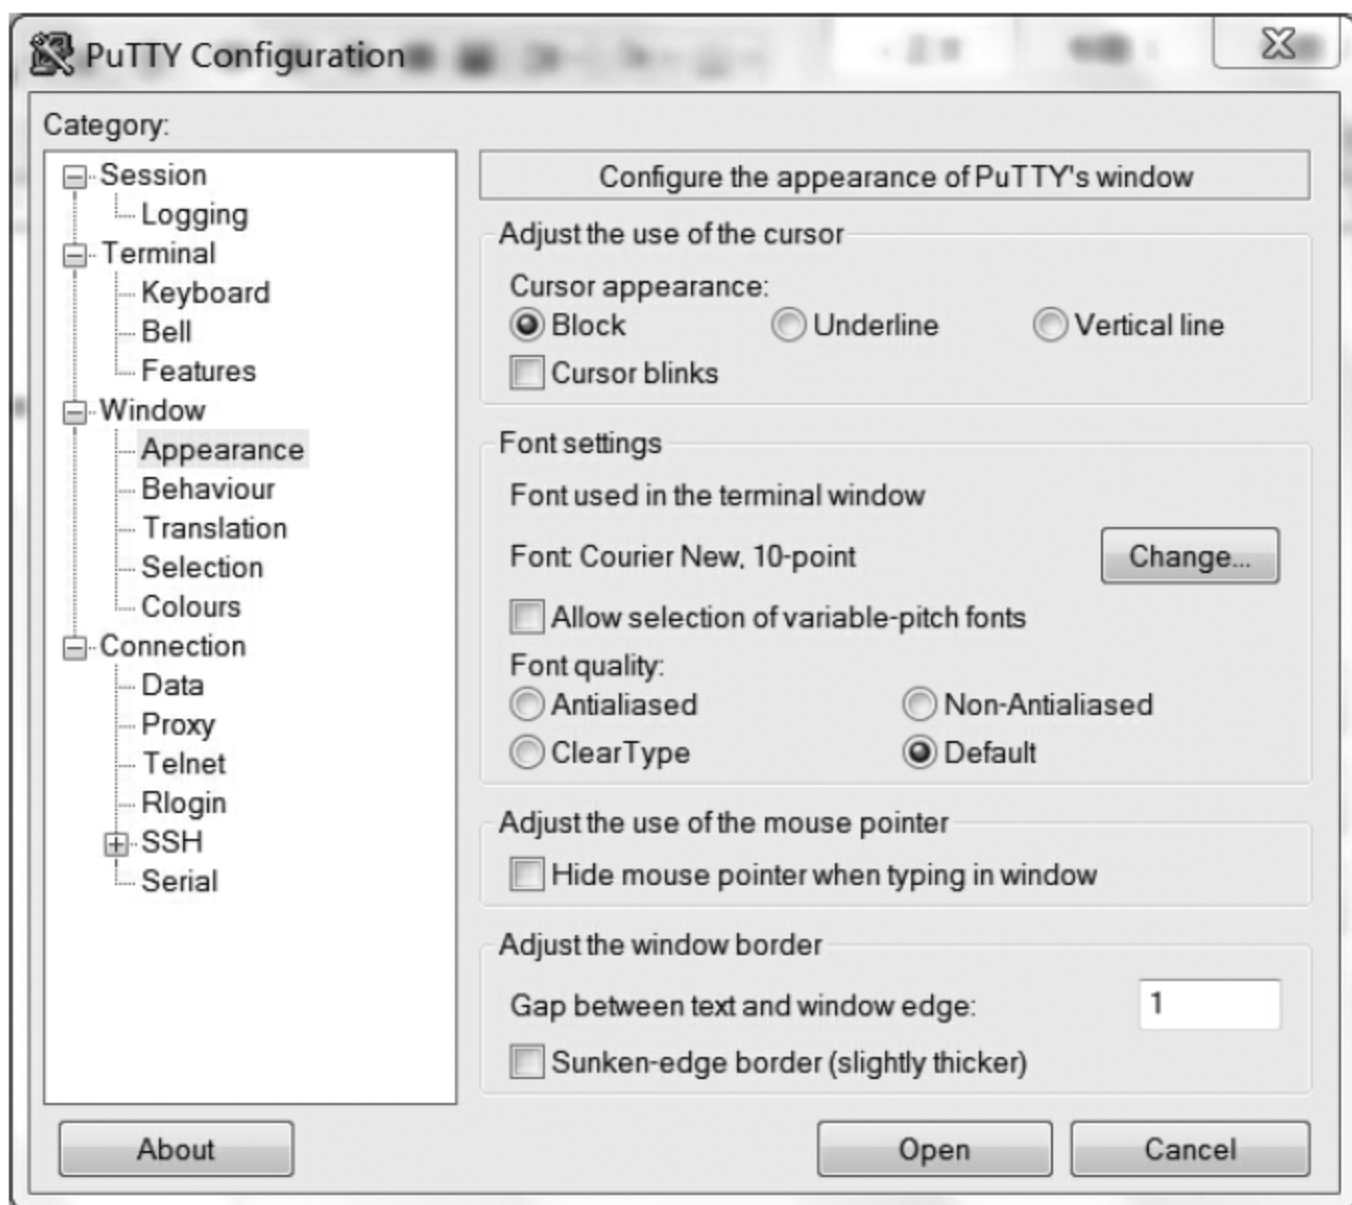 PuTTY Configuration
Category:
Session
Logging
Terminal
Keyboard
Bell
Features
Window
Appearance
Behaviour
Translation
Selection
Colours
Connection
Data
Proxy
Telnet
Rlogin
SSH
Serial
Configure the appearance of PuTTY's window
Adjust the use of the cursor
Cursor appearance:
Block Underline Vertical line
Cursor blinks
Font settings
Font used in the terminal window
Font: Courier New, 10-point Change...
Allow selection of variable-pitch fonts
Font quality:
Antialiased Non-Antialiased
ClearType Default
Adjust the use of the mouse pointer
Hide mouse pointer when typing in window
Adjust the window border
Gap between text and window edge: 1
Sunken-edge border (slightly thicker)
About Open Cancel